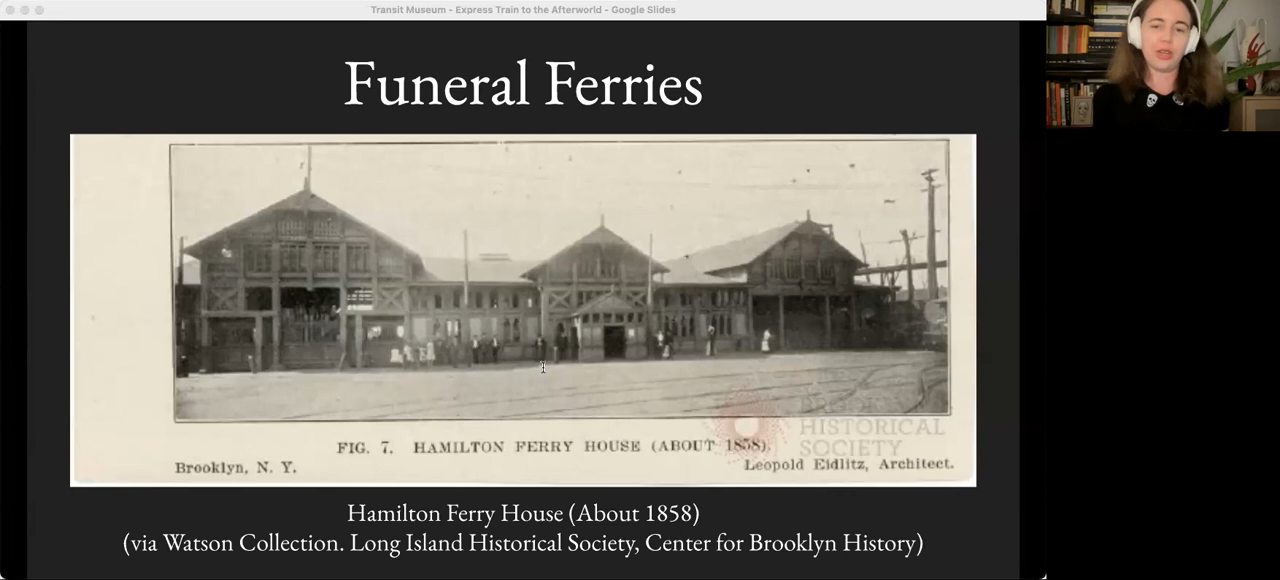 Transit Museum - Express Train to the Afterworld - Google Slides
Funeral Ferries
FIG. 7. HAMILTON FERRY HOUSE (ABOUT 1858).
HISTORICAL
SOCIETY
Brooklyn, N. Y.
Leopold Eidlitz, Architect.
Hamilton Ferry House (About 1858)
(via Watson Collection. Long Island Historical Society, Center for Brooklyn History)